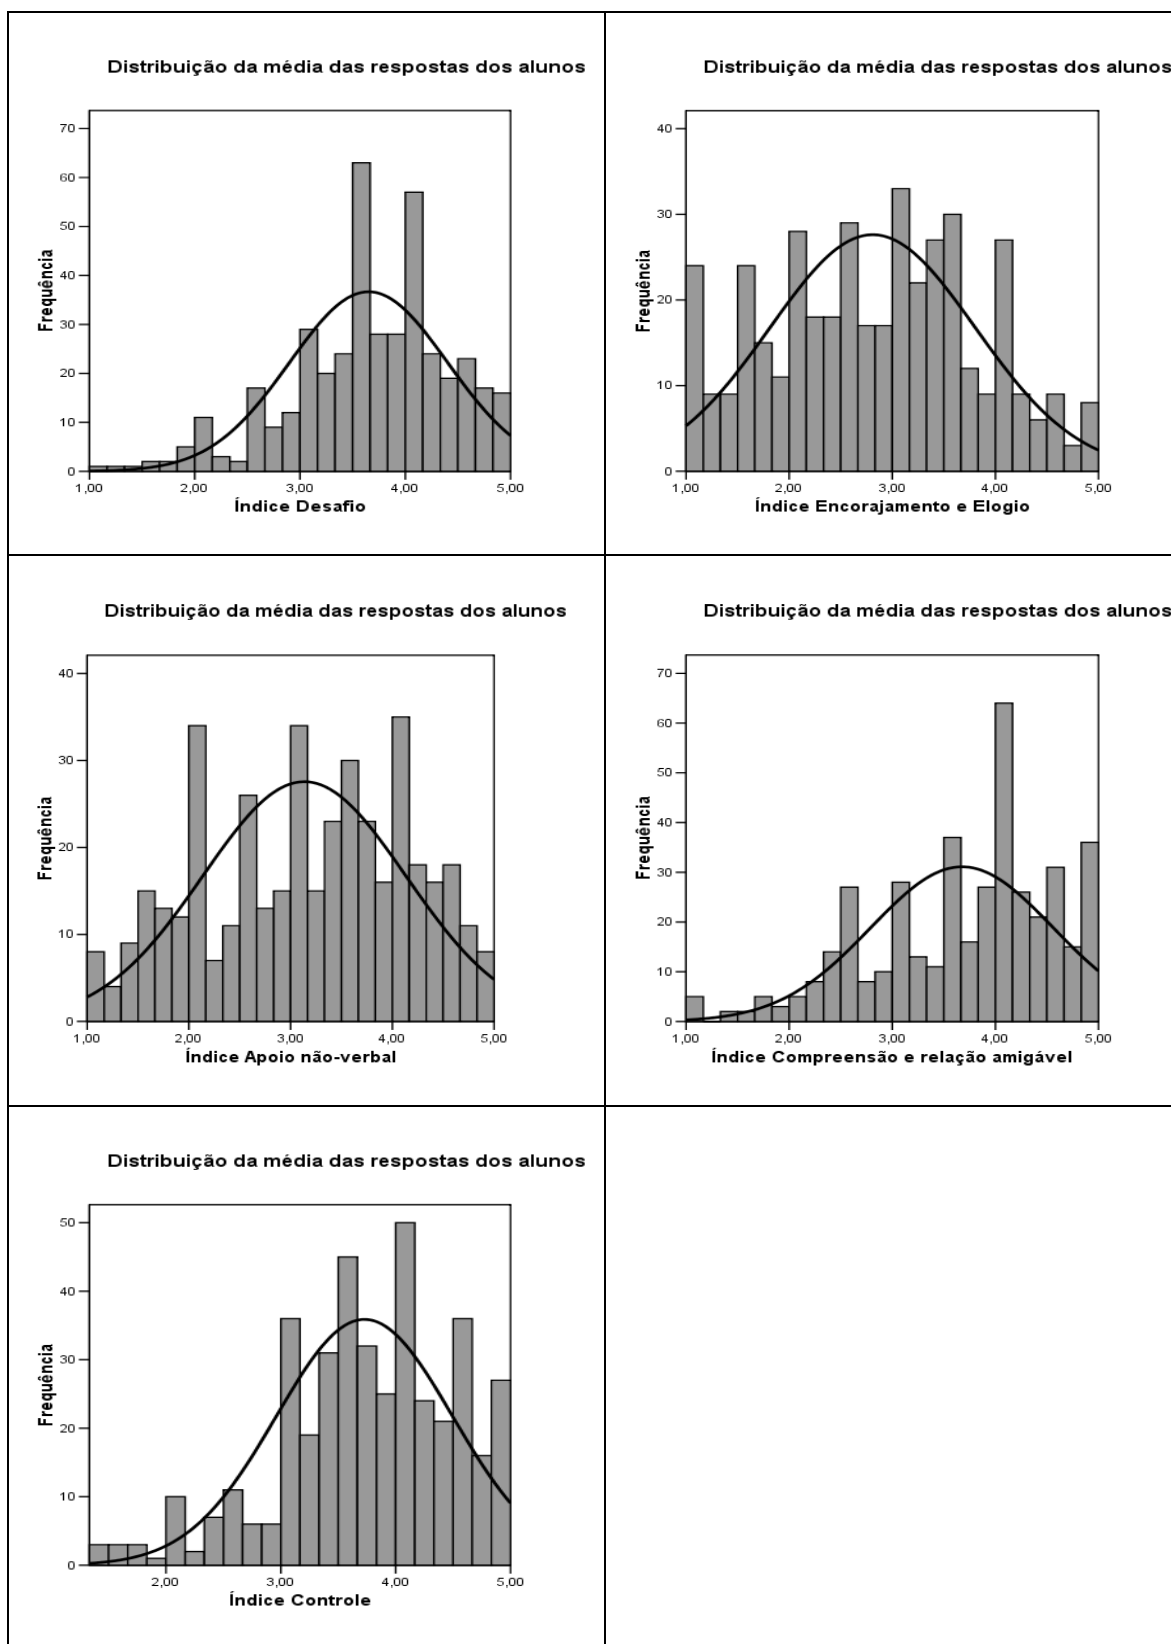 Distribuição da média das respostas dos alunos
70
60
50
40
30
20
10
0
Frequência
1,00 2,00 3,00 4,00 5,00
Índice Desafio
Distribuição da média das respostas dos alunos
40
30
20
10
0
Frequência
1,00 2,00 3,00 4,00 5,00
Índice Encorajamento e Elogio
Distribuição da média das respostas dos alunos
40
30
20
10
0
Frequência
1,00 2,00 3,00 4,00 5,00
Índice Apoio não-verbal
Distribuição da média das respostas dos alunos
70
60
50
40
30
20
10
0
Frequência
1,00 2,00 3,00 4,00 5,00
Índice Compreensão e relação amigável
Distribuição da média das respostas dos alunos
50
40
30
20
10
0
Frequência
2,00 3,00 4,00 5,00
Índice Controle